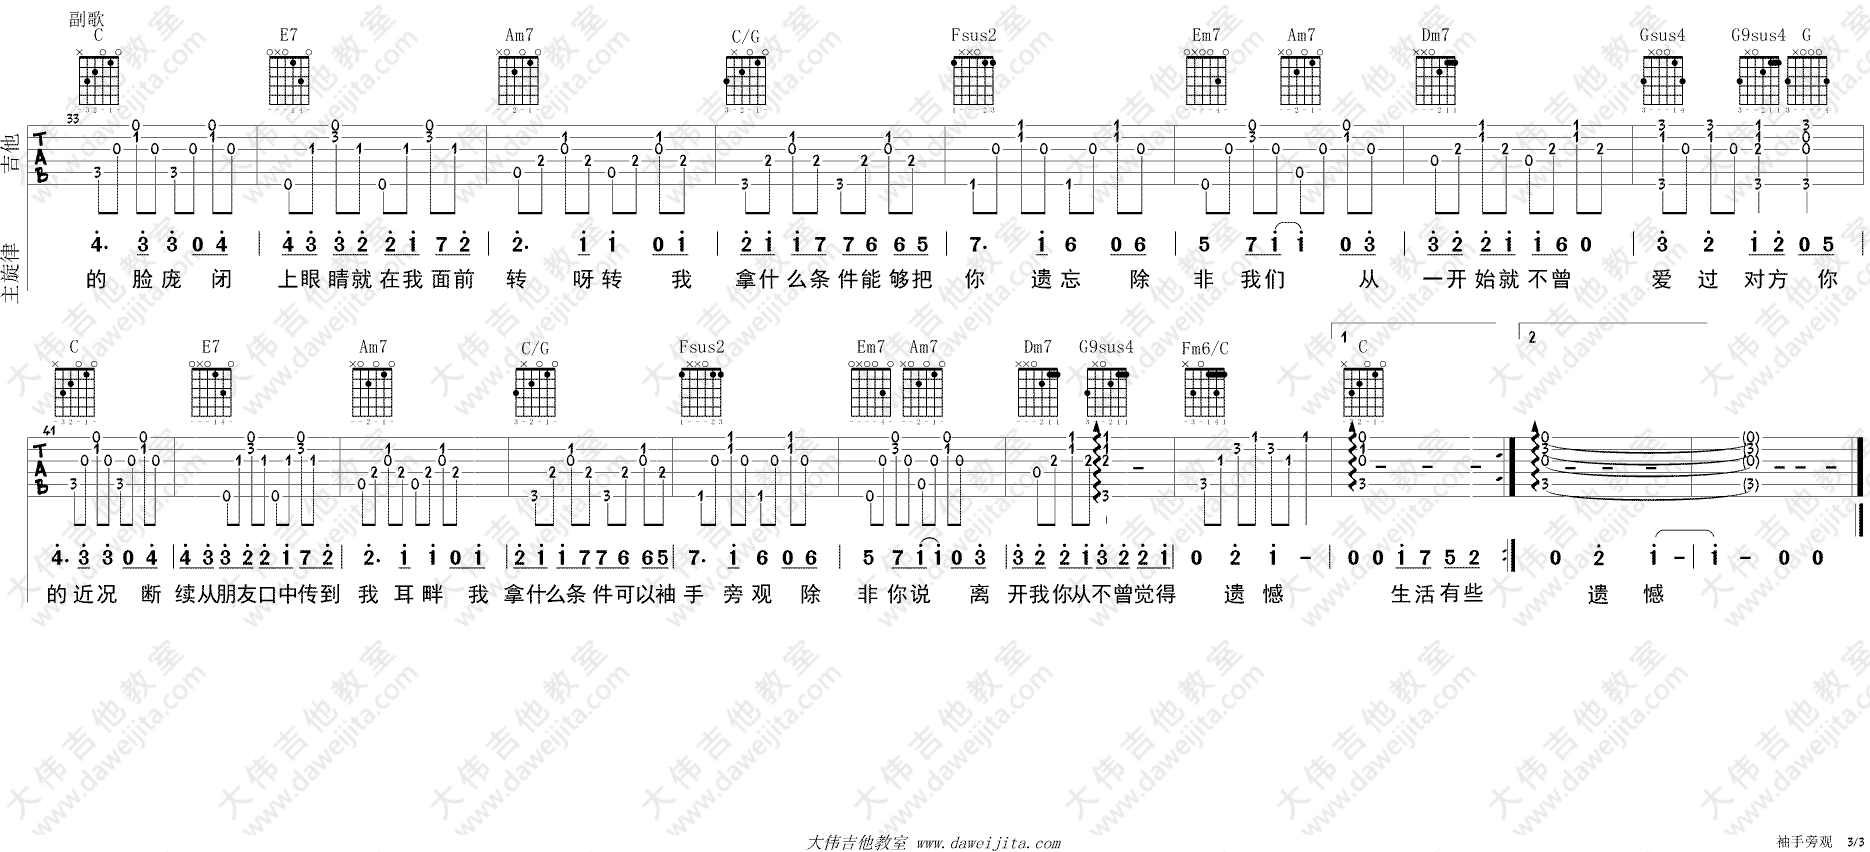 副歌
C E7 Am7 C/G Fsus2 Em7 Am7 Dm7 Gsus4 G9sus4 G
33
吉他
TAB
主旋律
4. 3 3 0 4 | 4 3 3 2 2 1 7 2 | 2. 1 1 0 1 | 2 1 1 7 7 6 6 5 | 7. 1 6 0 6 | 5 7 1 1 0 3 | 3 2 2 1 1 6 0 | 3 2 1 2 0 5 |
的 脸 庞 闭 上眼睛就在我面前 转 呀转 我 拿什么条件能够把 你 遗忘 除 非 我们 从 一开始就不曾 爱 过 对方 你
1 2
C E7 Am7 C/G Fsus2 Em7 Am7 Dm7 G9sus4 Fm6/C C
41
TAB
4. 3 3 0 4 | 4 3 3 2 2 1 7 2 | 2. 1 1 0 1 | 2 1 1 7 7 6 6 5 | 7. 1 6 0 6 | 5 7 1 1 0 3 | 3 2 2 1 3 2 2 1 | 0 2 1 – | 0 0 1 7 5 2 :| 0 2 1 – | 1 – 0 0
的近况 断 续从朋友口中传到 我 耳畔 我 拿什么条件可以袖 手 旁观 除 非你说 离 开我你从不曾觉得 遗 憾 生活有些 遗 憾
大伟吉他教室 www.daweijita.com
袖手旁观 3/3